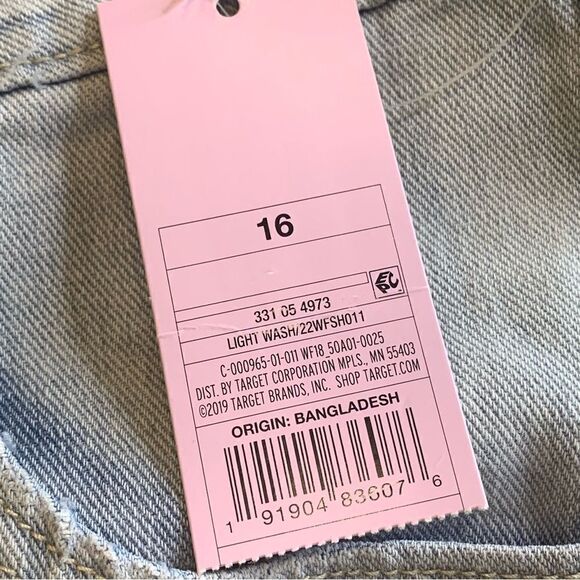 16
EPC
331 05 4973
LIGHT WASH/22WFSH011
C-000965-01-011 WF18_50A01-0025
DIST. BY TARGET CORPORATION MPLS., MN 55403
©2019 TARGET BRANDS, INC. SHOP TARGET.COM
ORIGIN: BANGLADESH
1 91904 83607 6